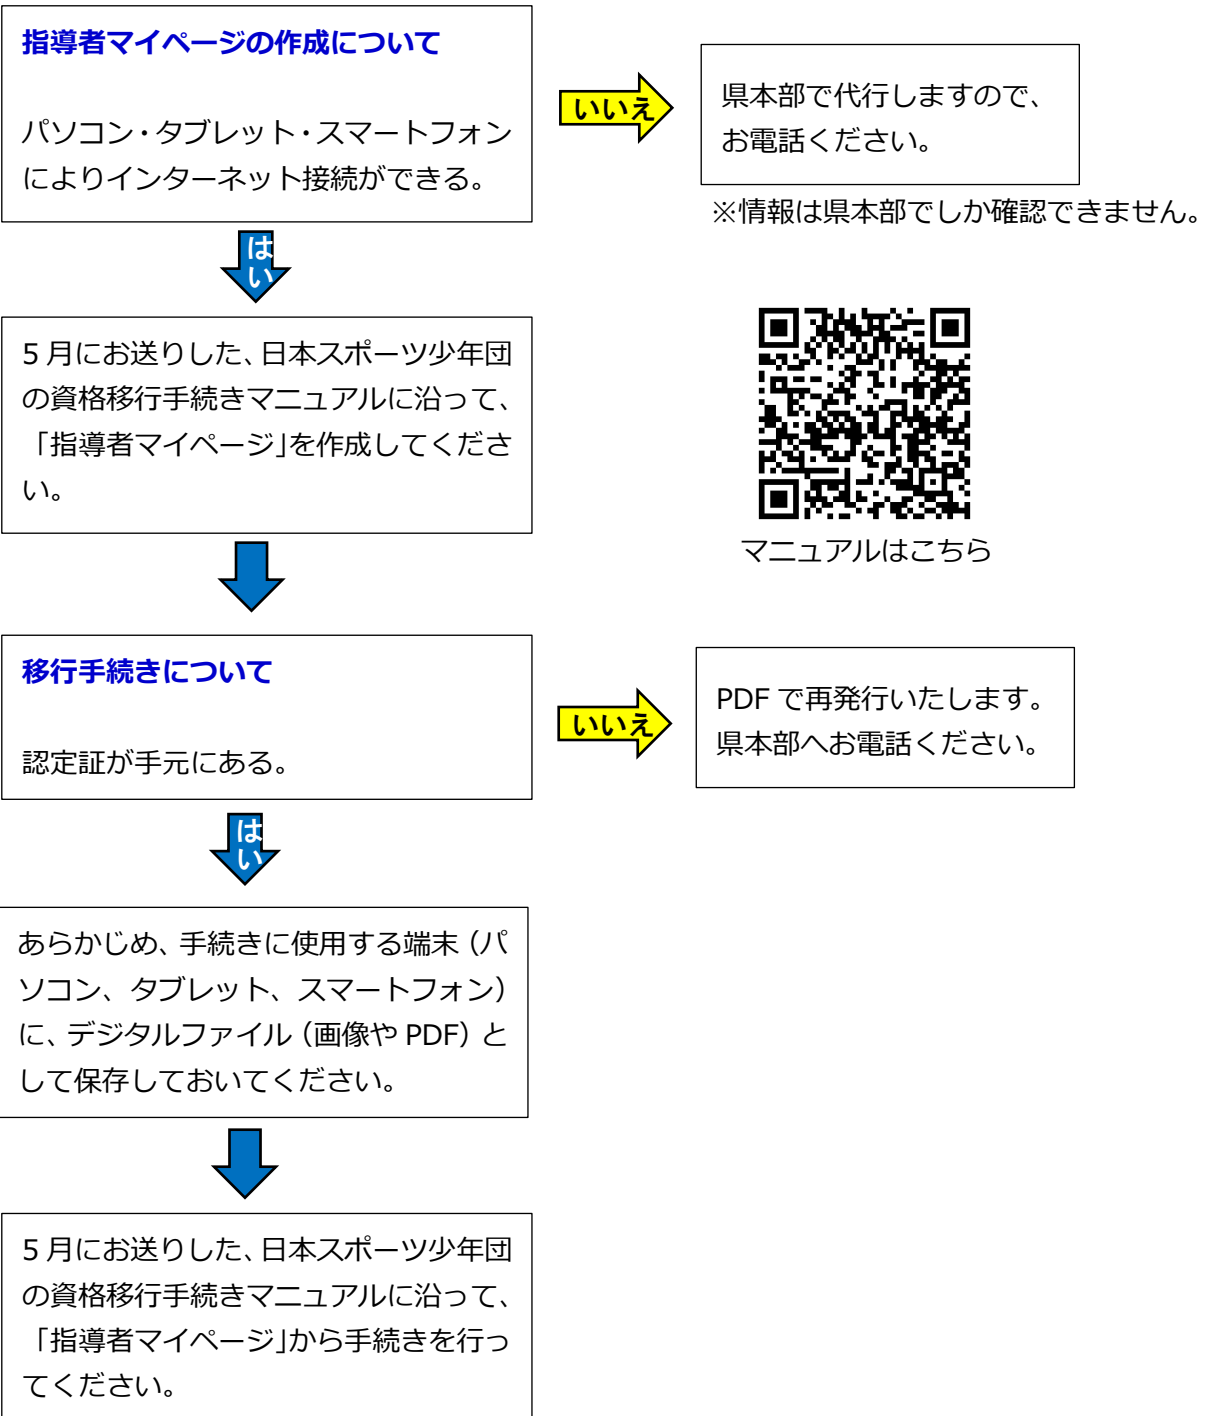 指導者マイページの作成について
パソコン・タブレット・スマートフォン
によりインターネット接続ができる。
いいえ
県本部で代行しますので、
お電話ください。
※情報は県本部でしか確認できません。
はい
5月にお送りした、日本スポーツ少年団
の資格移行手続きマニュアルに沿って、
「指導者マイページ」を作成してくださ
い。
マニュアルはこちら
移行手続きについて
認定証が手元にある。
いいえ
PDFで再発行いたします。
県本部へお電話ください。
はい
あらかじめ、手続きに使用する端末（パ
ソコン、タブレット、スマートフォン）
に、デジタルファイル（画像やPDF）と
して保存しておいてください。
5月にお送りした、日本スポーツ少年団
の資格移行手続きマニュアルに沿って、
「指導者マイページ」から手続きを行っ
てください。